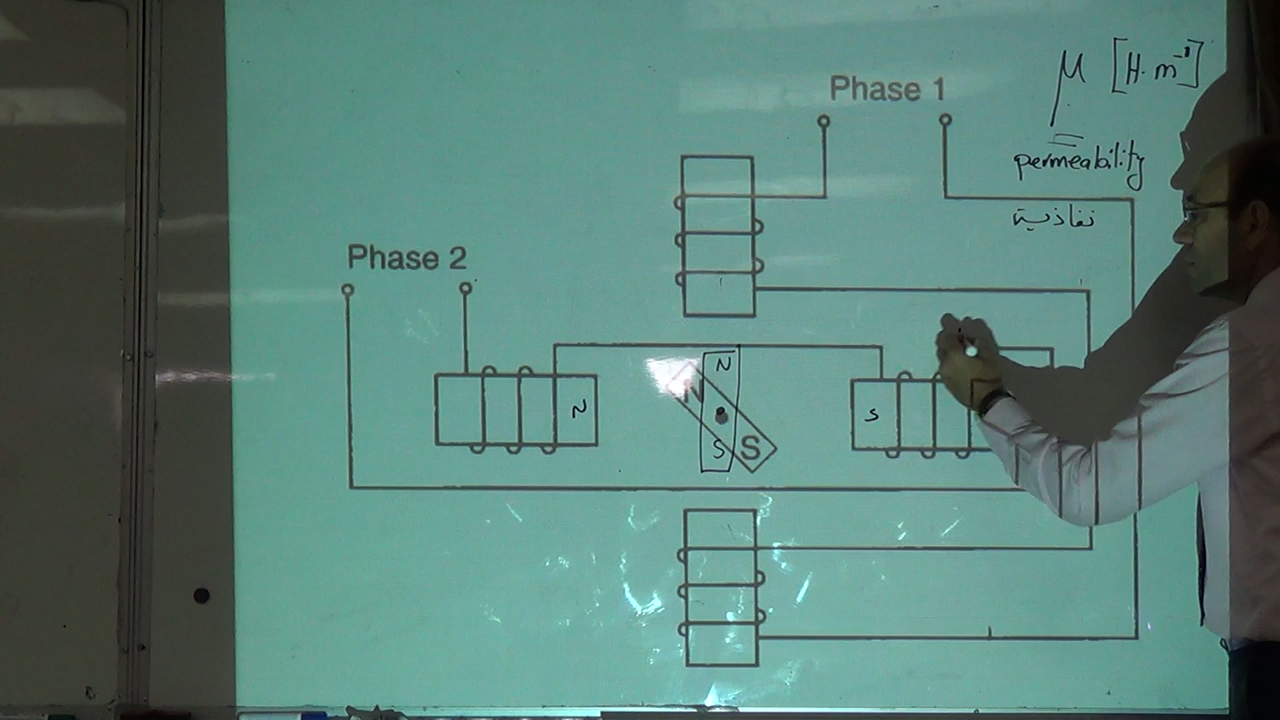 Phase 1
μ [H·m⁻¹]
permeability
نفاذية
Phase 2
N
N
N
S
S
S